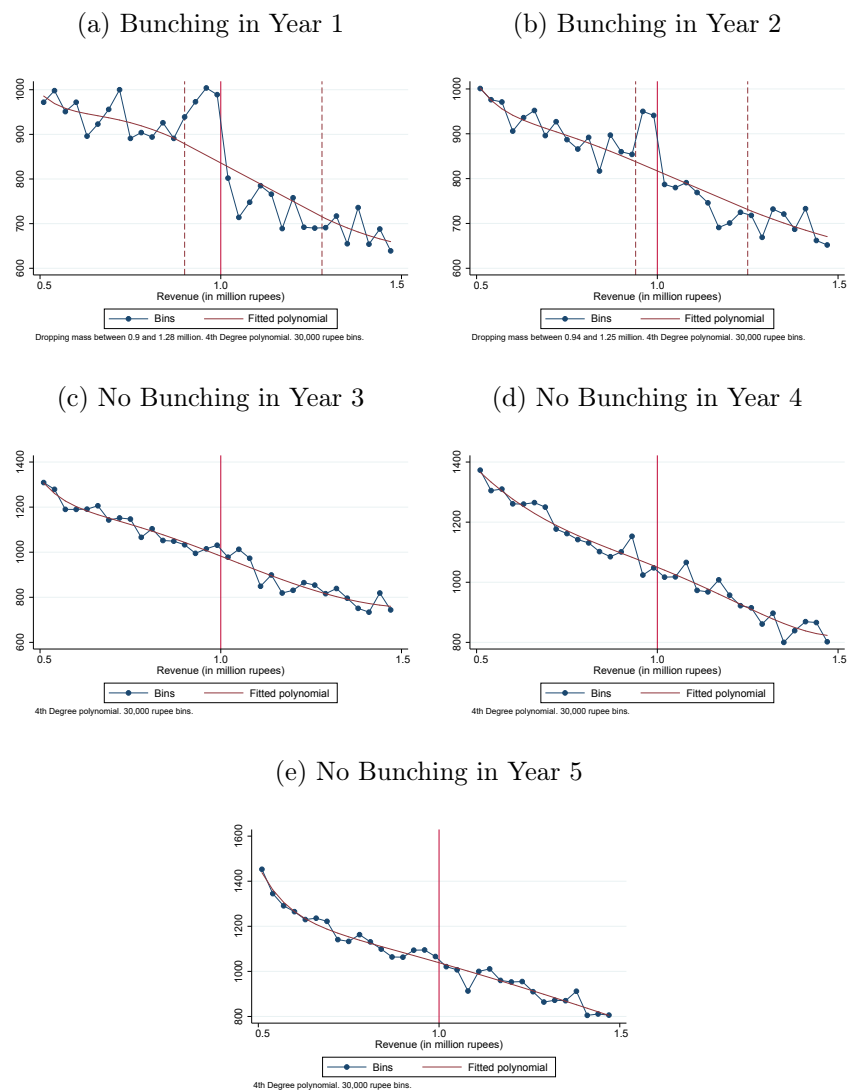 (a) Bunching in Year 1
1000
900
800
700
600
0.5 1.0 1.5
Revenue (in million rupees)
Bins Fitted polynomial
Dropping mass between 0.9 and 1.28 million. 4th Degree polynomial. 30,000 rupee bins.
(b) Bunching in Year 2
1000
900
800
700
600
0.5 1.0 1.5
Revenue (in million rupees)
Bins Fitted polynomial
Dropping mass between 0.94 and 1.25 million. 4th Degree polynomial. 30,000 rupee bins.
(c) No Bunching in Year 3
1400
1200
1000
800
600
0.5 1.0 1.5
Revenue (in million rupees)
Bins Fitted polynomial
4th Degree polynomial. 30,000 rupee bins.
(d) No Bunching in Year 4
1400
1200
1000
800
0.5 1.0 1.5
Revenue (in million rupees)
Bins Fitted polynomial
4th Degree polynomial. 30,000 rupee bins.
(e) No Bunching in Year 5
1600
1400
1200
1000
800
0.5 1.0 1.5
Revenue (in million rupees)
Bins Fitted polynomial
4th Degree polynomial. 30,000 rupee bins.